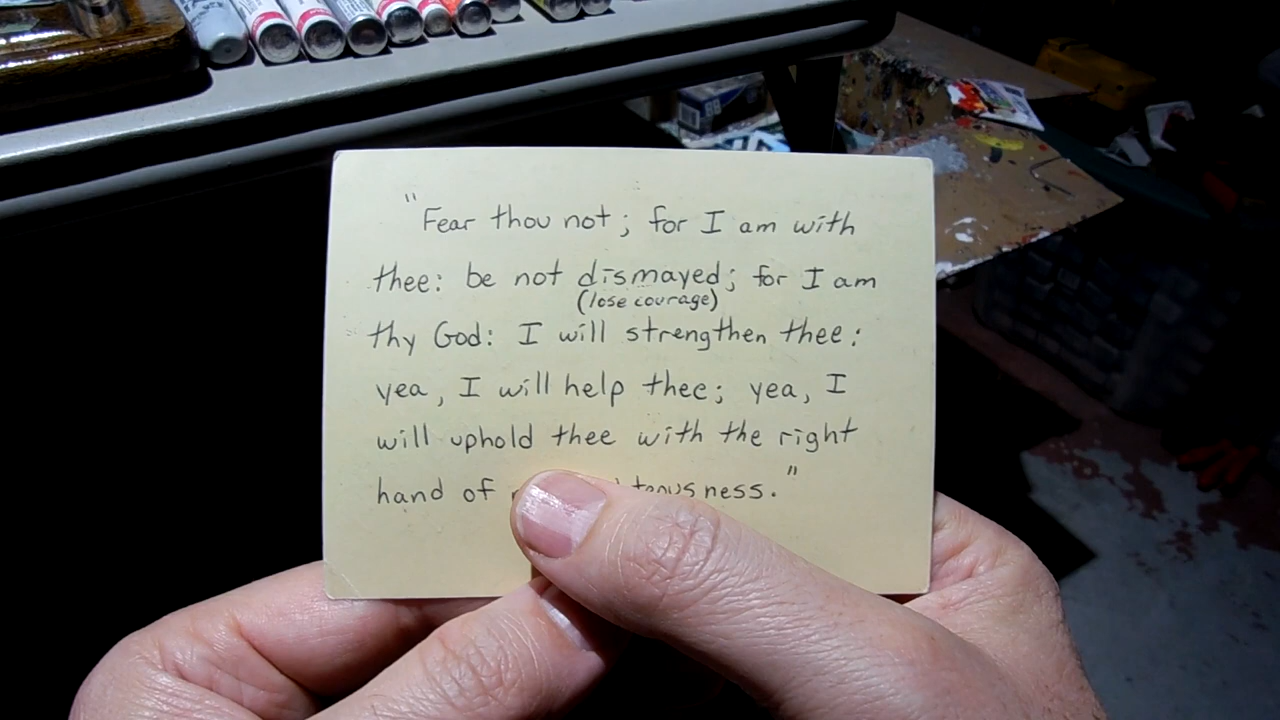 "Fear thou not; for I am with
thee: be not dismayed; for I am
(lose courage)
thy God: I will strengthen thee:
yea, I will help thee; yea, I
will uphold thee with the right
hand of